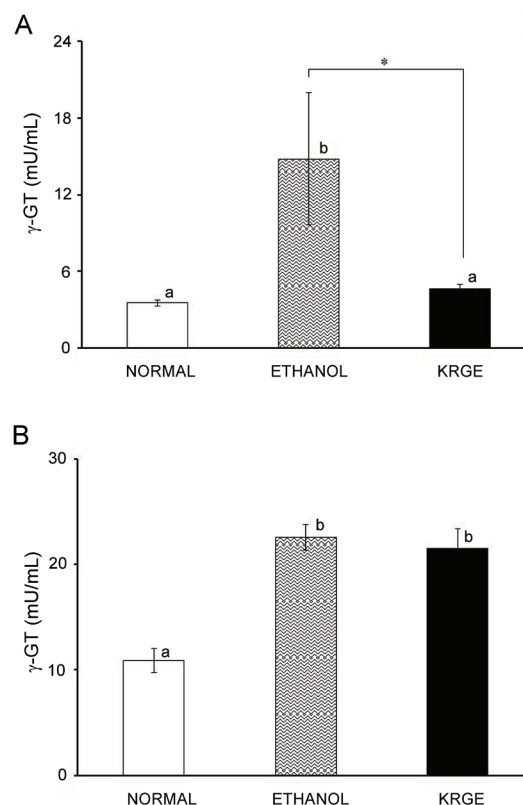 A
24
18
12
6
0
γ-GT (mU/mL)
*
a
b
a
NORMAL ETHANOL KRGE
B
30
20
10
0
γ-GT (mU/mL)
a
b
b
NORMAL ETHANOL KRGE